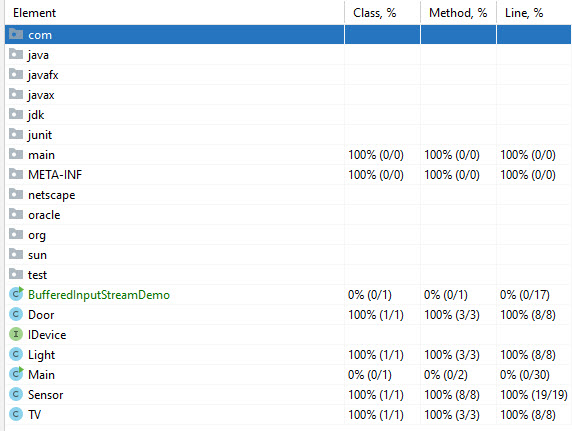 Element Class, % Method, % Line, %
com
java
javafx
javax
jdk
junit
main 100% (0/0) 100% (0/0) 100% (0/0)
META-INF 100% (0/0) 100% (0/0) 100% (0/0)
netscape
oracle
org
sun
test
C BufferedInputStreamDemo 0% (0/1) 0% (0/1) 0% (0/17)
C Door 100% (1/1) 100% (3/3) 100% (8/8)
I IDevice
C Light 100% (1/1) 100% (3/3) 100% (8/8)
C Main 0% (0/1) 0% (0/2) 0% (0/30)
C Sensor 100% (1/1) 100% (8/8) 100% (19/19)
C TV 100% (1/1) 100% (3/3) 100% (8/8)